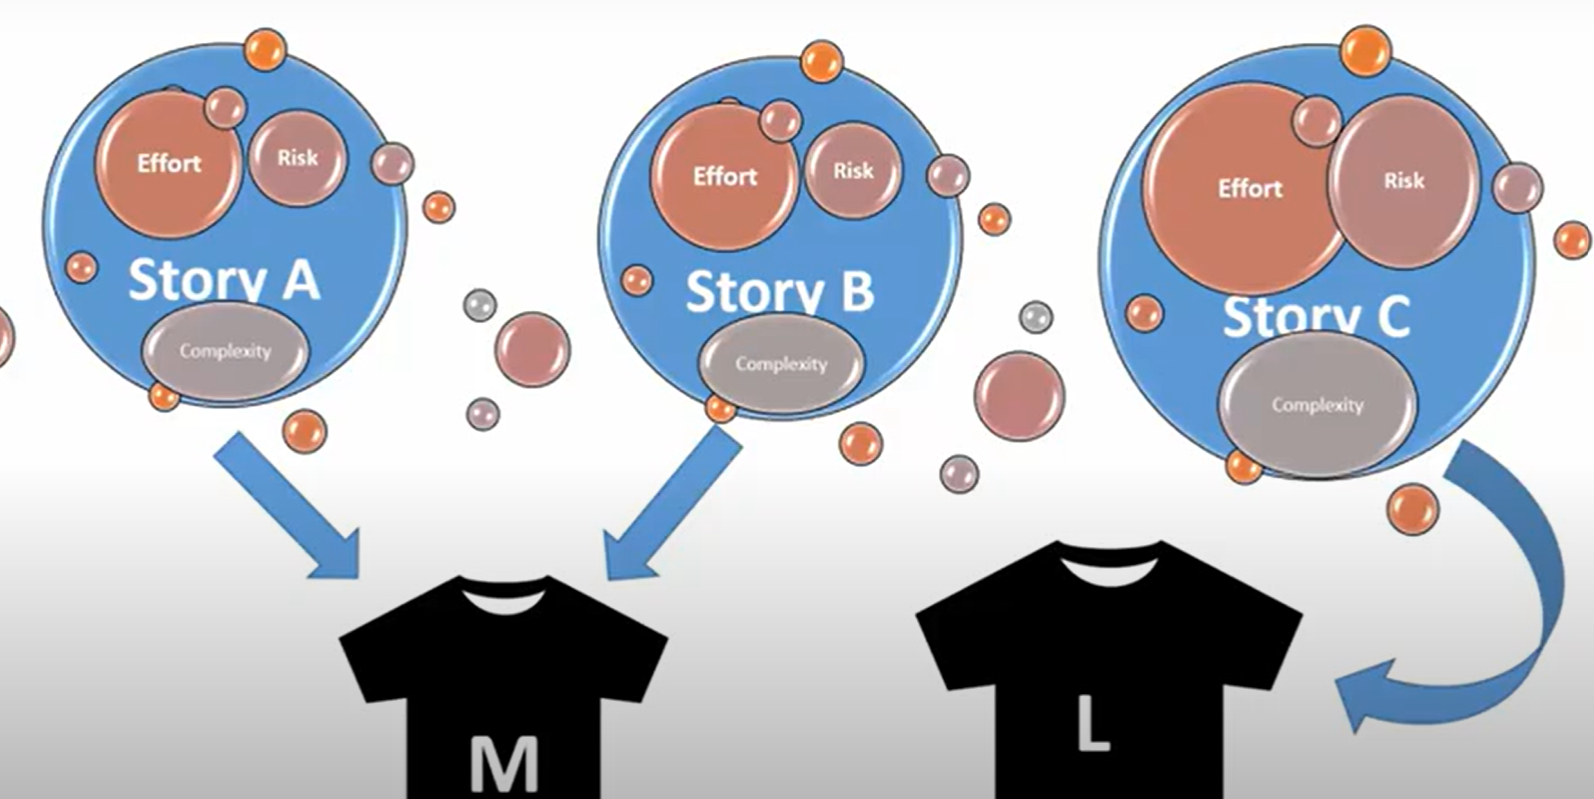 Effort
Risk
Story A
Complexity
Effort
Risk
Story B
Complexity
Effort
Risk
Story C
Complexity
M
L